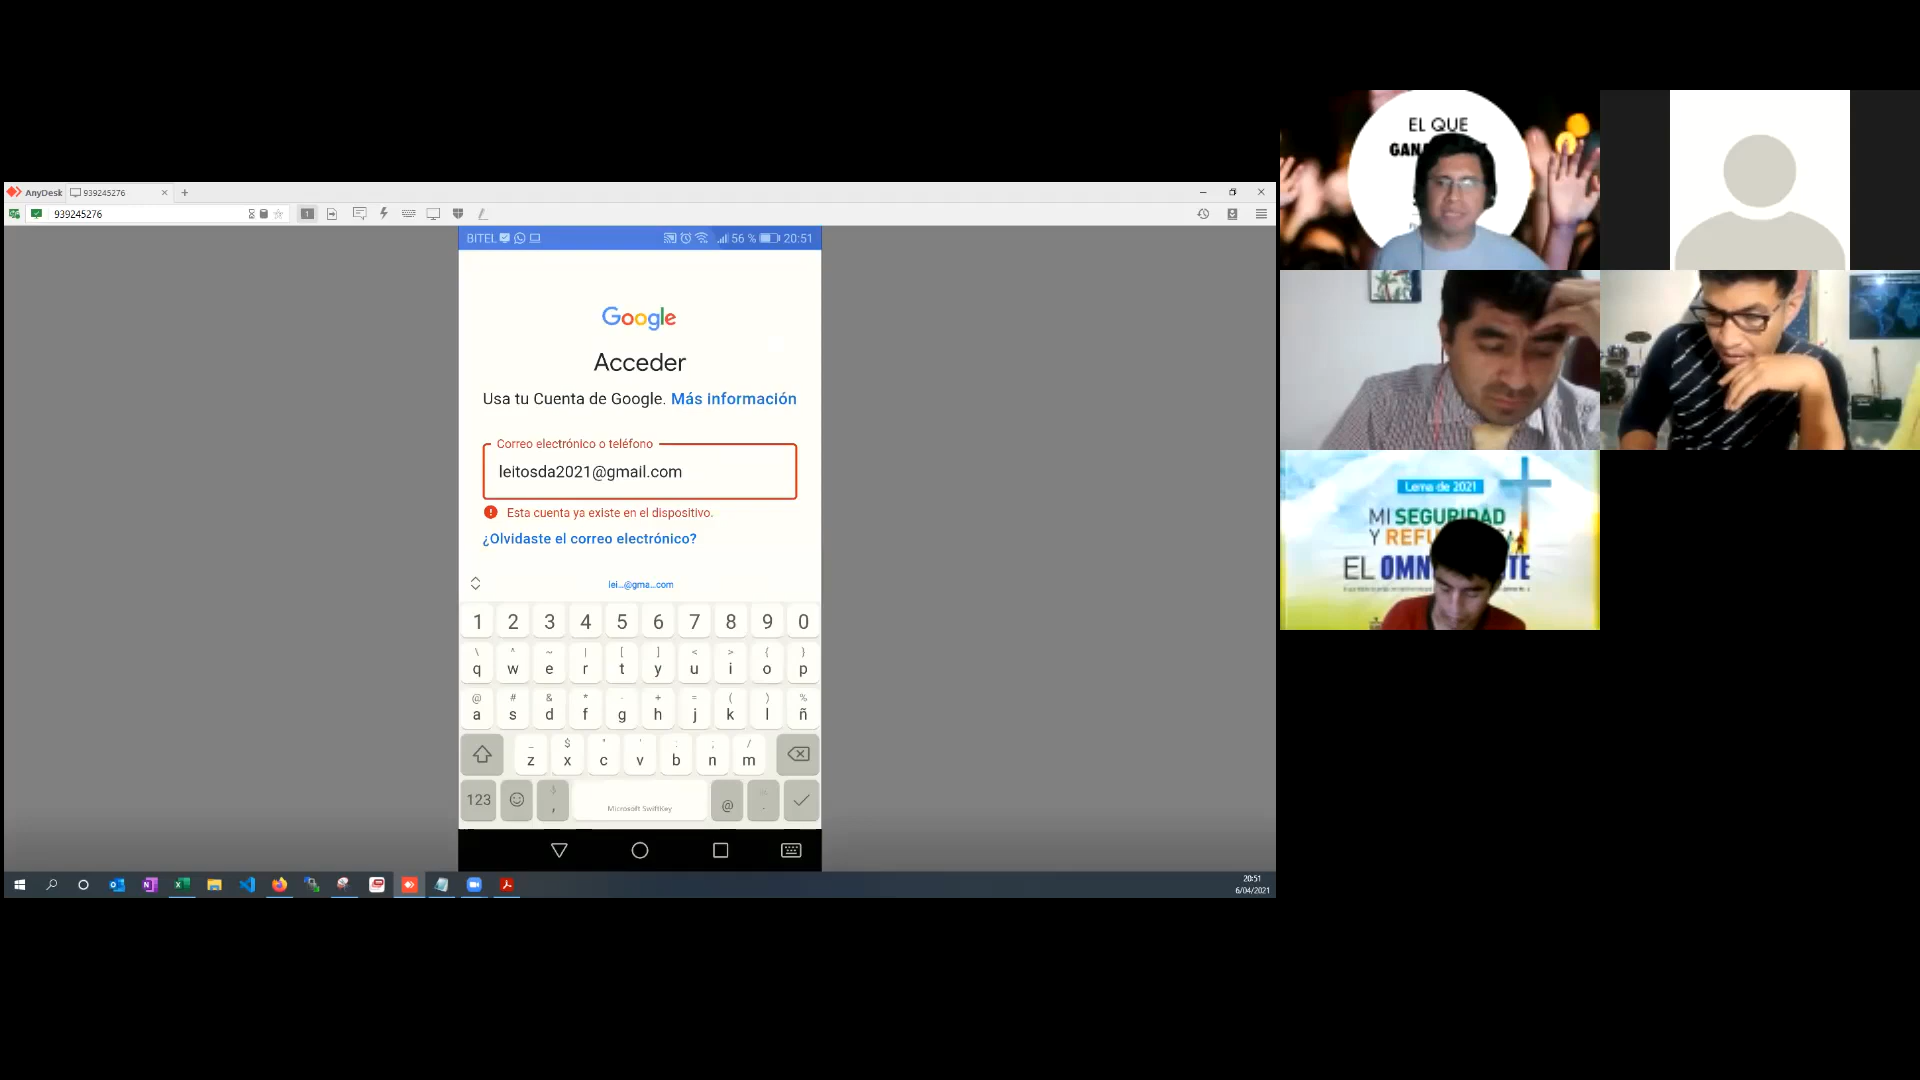 AnyDesk 939245276
939245276
1
BITEL 56 % 20:51
Google
Acceder
Usa tu Cuenta de Google. Más información
Correo electrónico o teléfono
leitosda2021@gmail.com
Esta cuenta ya existe en el dispositivo.
¿Olvidaste el correo electrónico?
lei...@gma...com
1 2 3 4 5 6 7 8 9 0
\ ^ ~ | [ ] < > { }
q w e r t y u i o p
@ # & * - + = ( ) %
a s d f g h j k l ñ
_ $ " ' : ; /
z x c v b n m
123 , Microsoft SwiftKey @ .
20:51
6/04/2021
EL QUE
Lema de 2021
MI SEGURIDAD
Y
EL